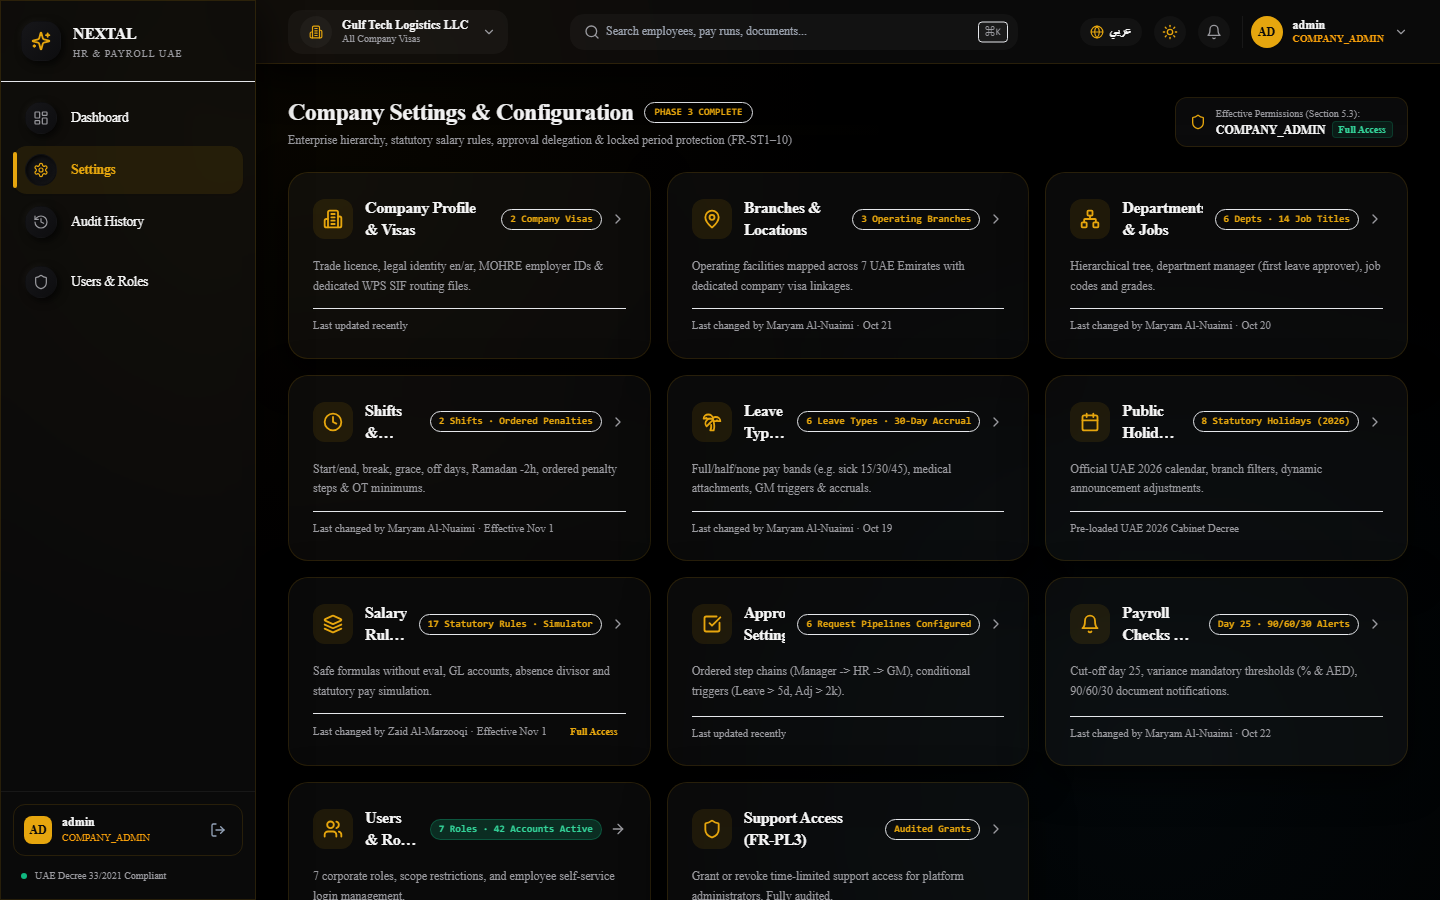 NEXTAL
HR & PAYROLL UAE
Dashboard
Settings
Audit History
Users & Roles
AD
admin
COMPANY_ADMIN
UAE Decree 33/2021 Compliant
Gulf Tech Logistics LLC
All Company Visas
Search employees, pay runs, documents...
⌘K
عربي
AD
admin
COMPANY_ADMIN
Company Settings & Configuration
PHASE 3 COMPLETE
Enterprise hierarchy, statutory salary rules, approval delegation & locked period protection (FR-ST1–10)
Effective Permissions (Section 5.3):
COMPANY_ADMIN Full Access
Company Profile
& Visas
2 Company Visas
Trade licence, legal identity en/ar, MOHRE employer IDs &
dedicated WPS SIF routing files.
Last updated recently
Branches &
Locations
3 Operating Branches
Operating facilities mapped across 7 UAE Emirates with
dedicated company visa linkages.
Last changed by Maryam Al-Nuaimi · Oct 21
Department
& Jobs
6 Depts · 14 Job Titles
Hierarchical tree, department manager (first leave approver), job
codes and grades.
Last changed by Maryam Al-Nuaimi · Oct 20
Shifts
&...
2 Shifts · Ordered Penalties
Start/end, break, grace, off days, Ramadan -2h, ordered penalty
steps & OT minimums.
Last changed by Maryam Al-Nuaimi · Effective Nov 1
Leave
Typ...
6 Leave Types · 30-Day Accrual
Full/half/none pay bands (e.g. sick 15/30/45), medical
attachments, GM triggers & accruals.
Last changed by Maryam Al-Nuaimi · Oct 19
Public
Holid...
8 Statutory Holidays (2026)
Official UAE 2026 calendar, branch filters, dynamic
announcement adjustments.
Pre-loaded UAE 2026 Cabinet Decree
Salary
Rul...
17 Statutory Rules · Simulator
Safe formulas without eval, GL accounts, absence divisor and
statutory pay simulation.
Last changed by Zaid Al-Marzooqi · Effective Nov 1
Full Access
Appro
Setting
6 Request Pipelines Configured
Ordered step chains (Manager -> HR -> GM), conditional
triggers (Leave > 5d, Adj > 2k).
Last updated recently
Payroll
Checks ...
Day 25 · 90/60/30 Alerts
Cut-off day 25, variance mandatory thresholds (% & AED),
90/60/30 document notifications.
Last changed by Maryam Al-Nuaimi · Oct 22
Users
& Ro...
7 Roles · 42 Accounts Active
7 corporate roles, scope restrictions, and employee self-service
login management.
Support Access
(FR-PL3)
Audited Grants
Grant or revoke time-limited support access for platform
administrators. Fully audited.